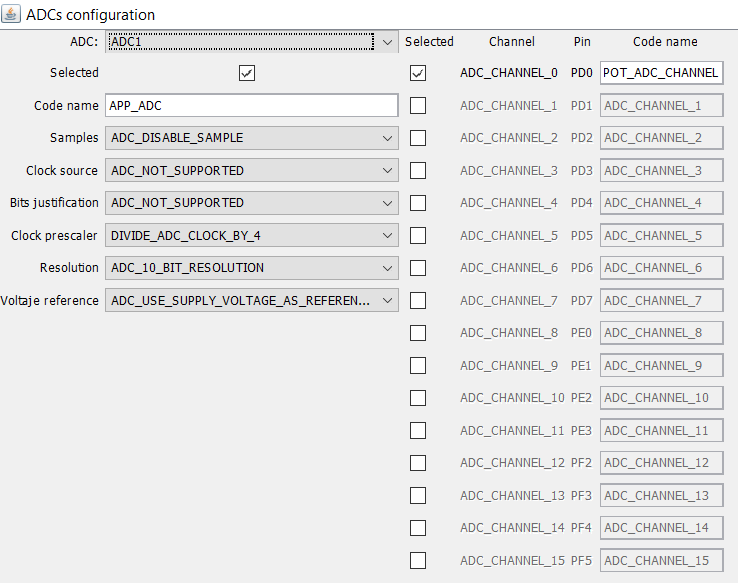 ADCs configuration
ADC: ADC1 Selected Channel Pin Code name
Selected ADC_CHANNEL_0 PD0 POT_ADC_CHANNEL
Code name APP_ADC ADC_CHANNEL_1 PD1 ADC_CHANNEL_1
Samples ADC_DISABLE_SAMPLE ADC_CHANNEL_2 PD2 ADC_CHANNEL_2
Clock source ADC_NOT_SUPPORTED ADC_CHANNEL_3 PD3 ADC_CHANNEL_3
Bits justification ADC_NOT_SUPPORTED ADC_CHANNEL_4 PD4 ADC_CHANNEL_4
Clock prescaler DIVIDE_ADC_CLOCK_BY_4 ADC_CHANNEL_5 PD5 ADC_CHANNEL_5
Resolution ADC_10_BIT_RESOLUTION ADC_CHANNEL_6 PD6 ADC_CHANNEL_6
Voltaje reference ADC_USE_SUPPLY_VOLTAGE_AS_REFEREN... ADC_CHANNEL_7 PD7 ADC_CHANNEL_7
ADC_CHANNEL_8 PE0 ADC_CHANNEL_8
ADC_CHANNEL_9 PE1 ADC_CHANNEL_9
ADC_CHANNEL_10 PE2 ADC_CHANNEL_10
ADC_CHANNEL_11 PE3 ADC_CHANNEL_11
ADC_CHANNEL_12 PF2 ADC_CHANNEL_12
ADC_CHANNEL_13 PF3 ADC_CHANNEL_13
ADC_CHANNEL_14 PF4 ADC_CHANNEL_14
ADC_CHANNEL_15 PF5 ADC_CHANNEL_15